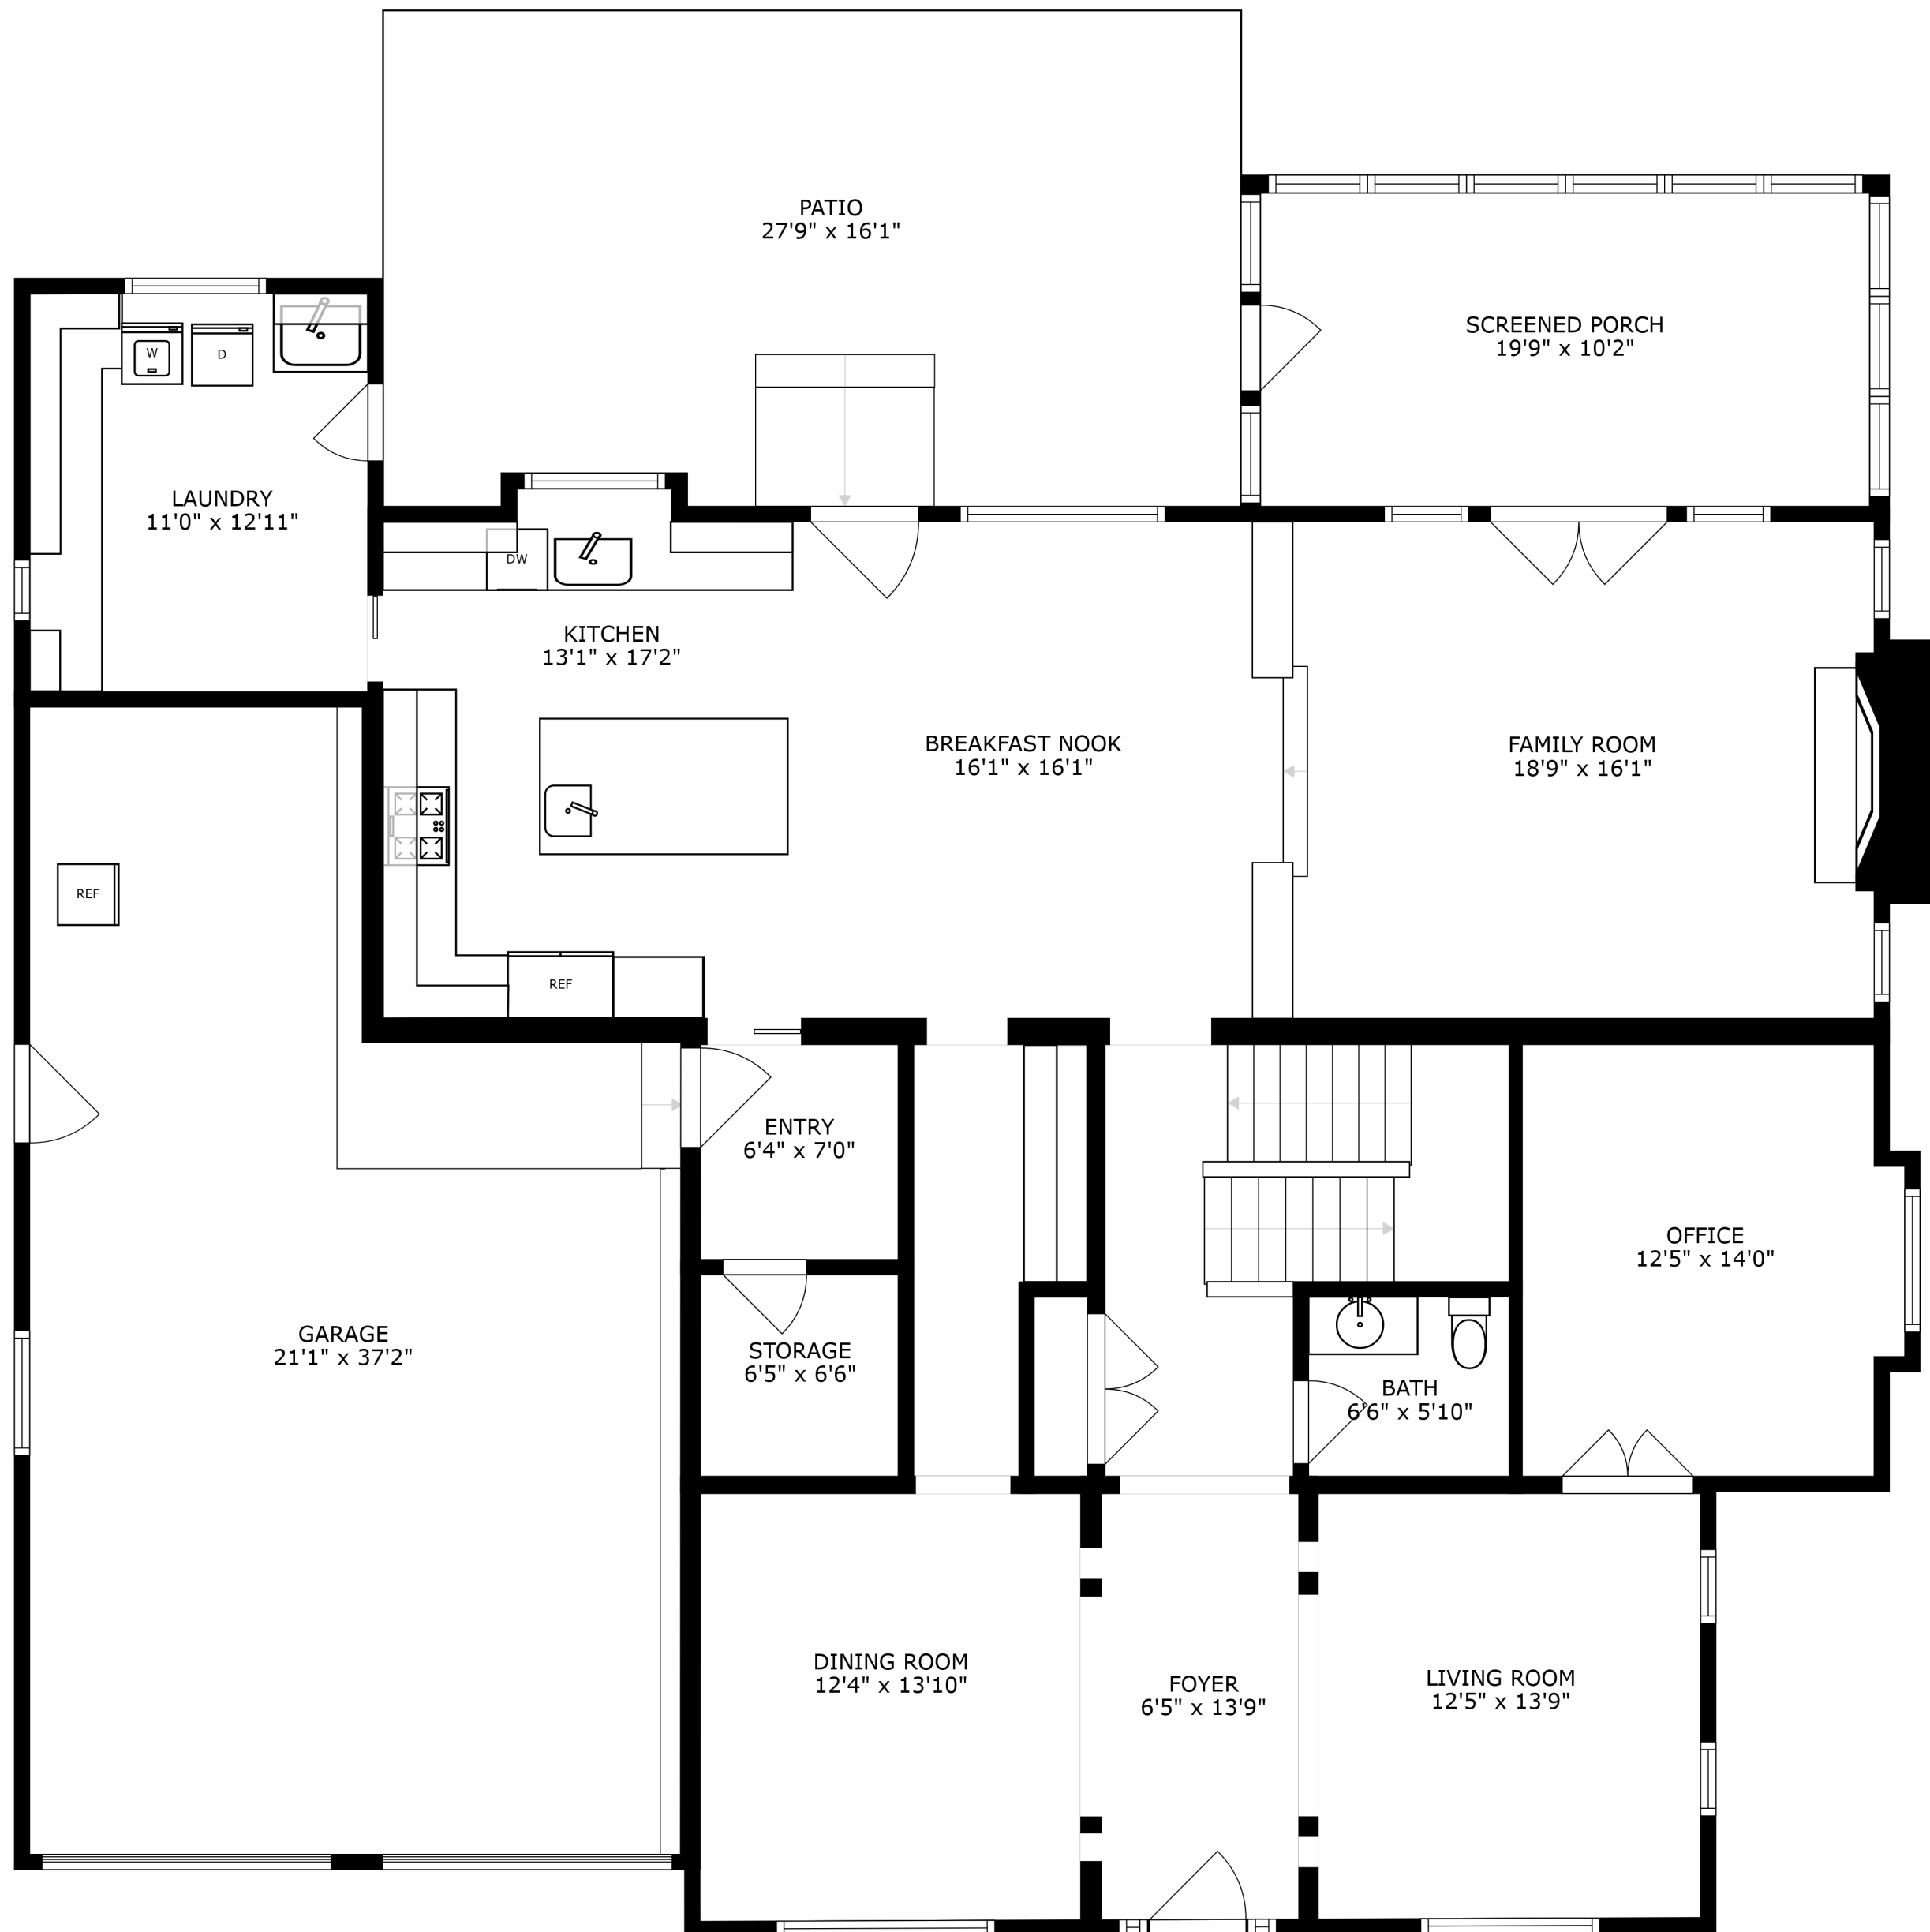 PATIO
27'9" x 16'1"
SCREENED PORCH
19'9" x 10'2"
W
D
LAUNDRY
11'0" x 12'11"
DW
KITCHEN
13'1" x 17'2"
BREAKFAST NOOK
16'1" x 16'1"
FAMILY ROOM
18'9" x 16'1"
REF
REF
ENTRY
6'4" x 7'0"
OFFICE
12'5" x 14'0"
GARAGE
21'1" x 37'2"
STORAGE
6'5" x 6'6"
BATH
6'6" x 5'10"
DINING ROOM
12'4" x 13'10"
FOYER
6'5" x 13'9"
LIVING ROOM
12'5" x 13'9"